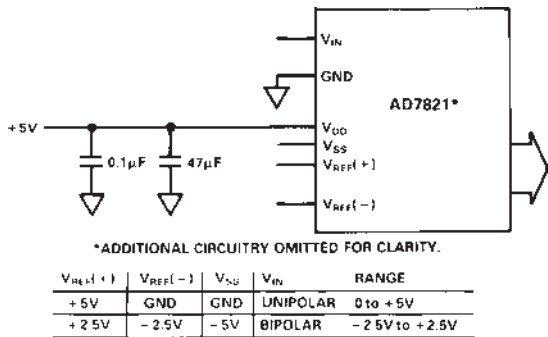 V_IN
GND
AD7821*
+5V
V_DD
V_SS
0.1μF
47μF
V_REF(+)
V_REF(−)
*ADDITIONAL CIRCUITRY OMITTED FOR CLARITY.
V_REF(+) V_REF(−) V_SS V_IN RANGE
+5V GND GND UNIPOLAR 0 to +5V
+2.5V −2.5V −5V BIPOLAR −2.5V to +2.5V